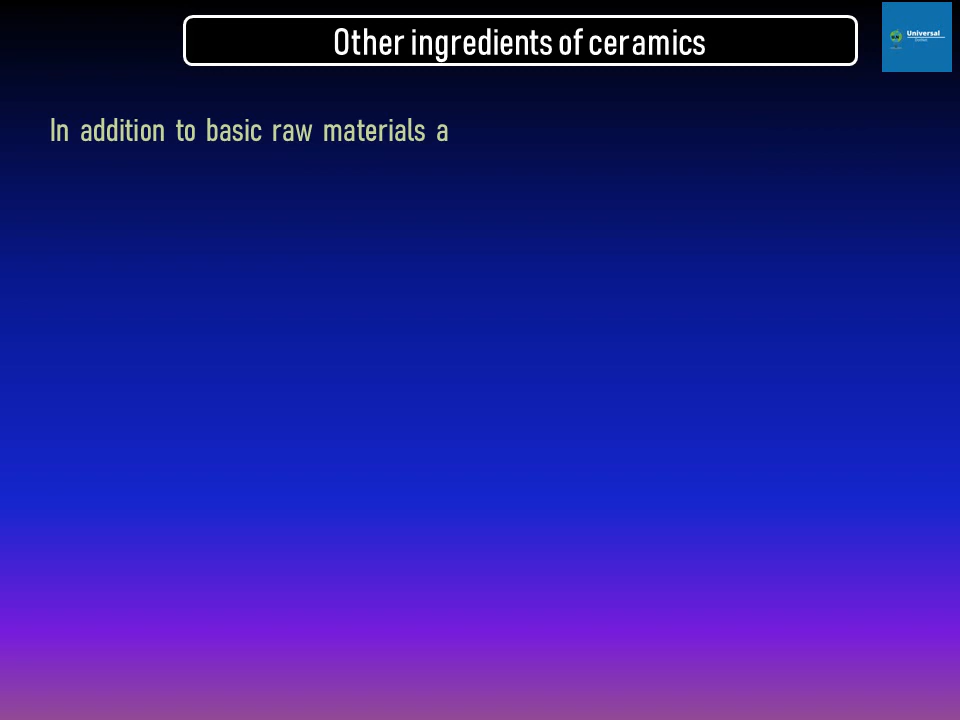 Other ingredients of ceramics
Universal
In addition to basic raw materials a